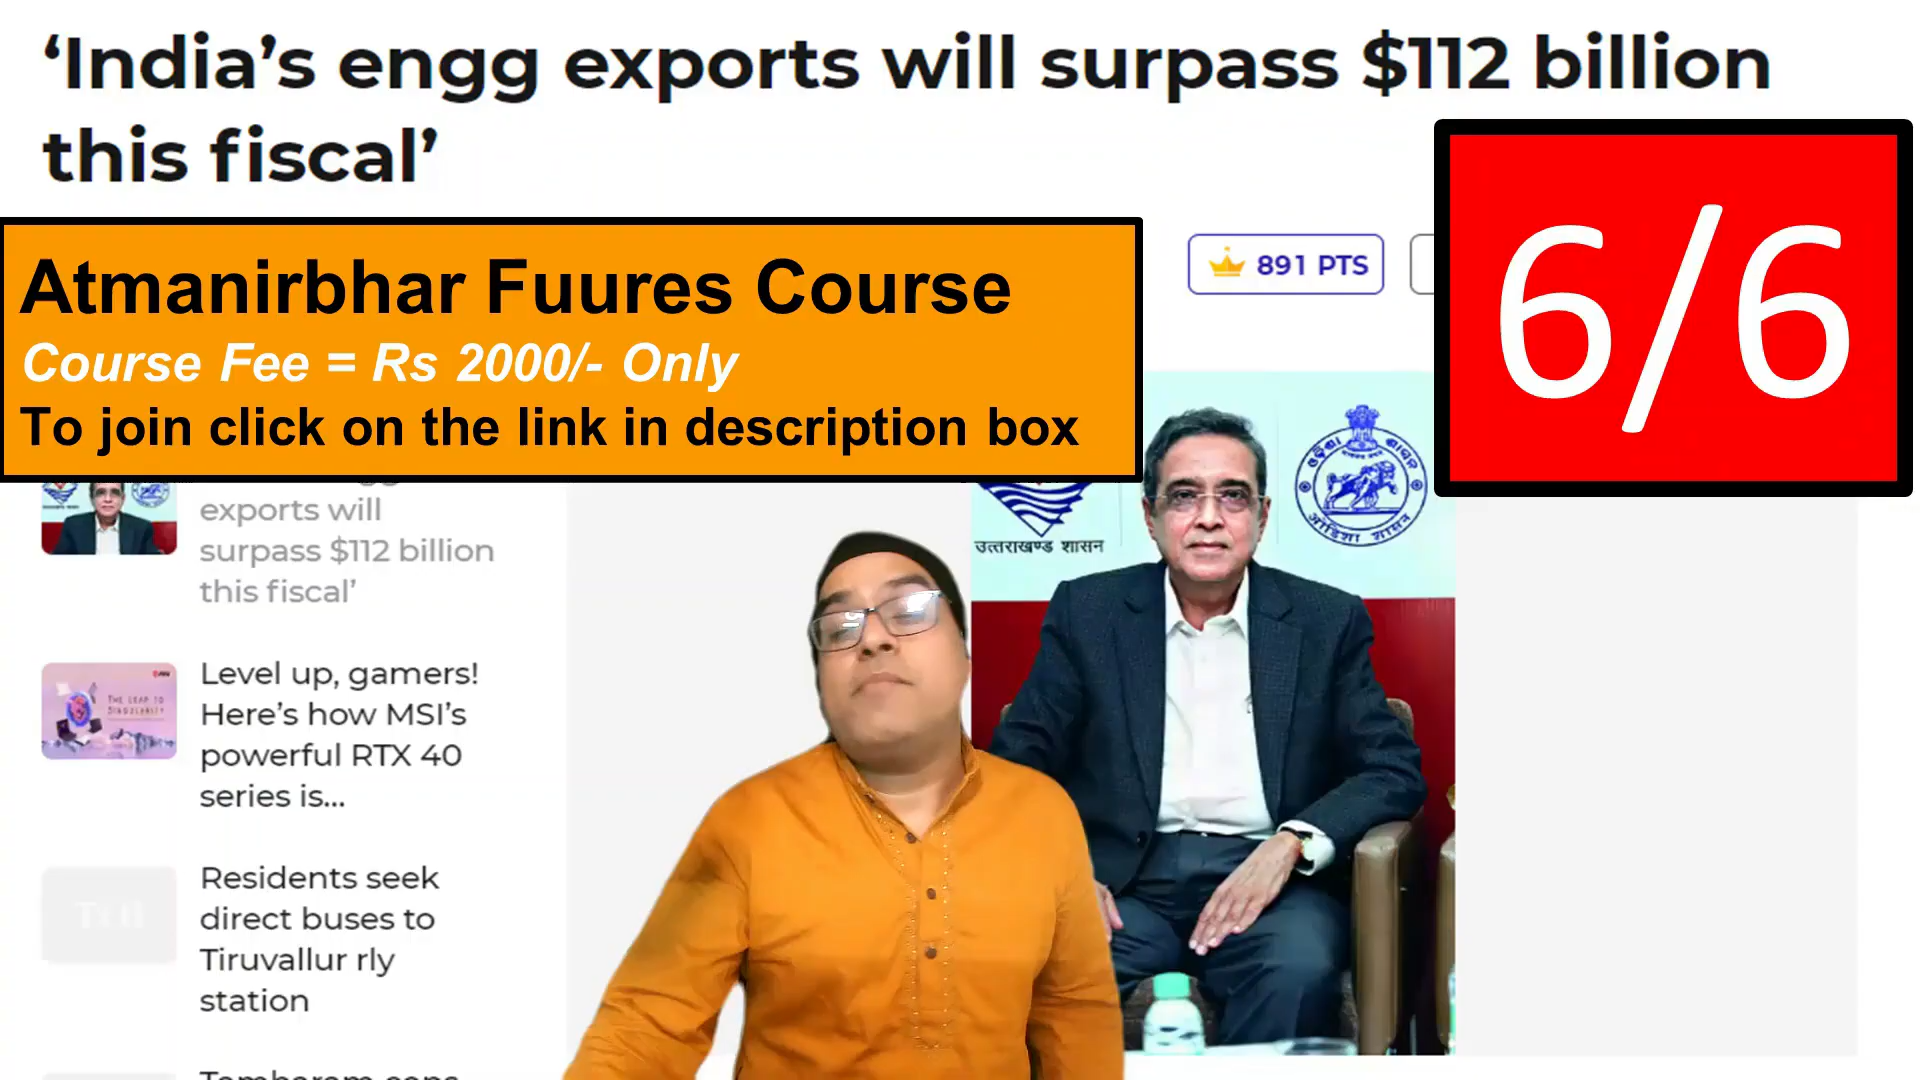 ‘India’s engg exports will surpass $112 billion
this fiscal’
6/6
Atmanirbhar Fuures Course
Course Fee = Rs 2000/- Only
To join click on the link in description box
891 PTS
exports will
surpass $112 billion
this fiscal’
Level up, gamers!
Here’s how MSI’s
powerful RTX 40
series is...
Residents seek
direct buses to
Tiruvallur rly
station
THE LEAP TO
उत्तराखण्ड शासन